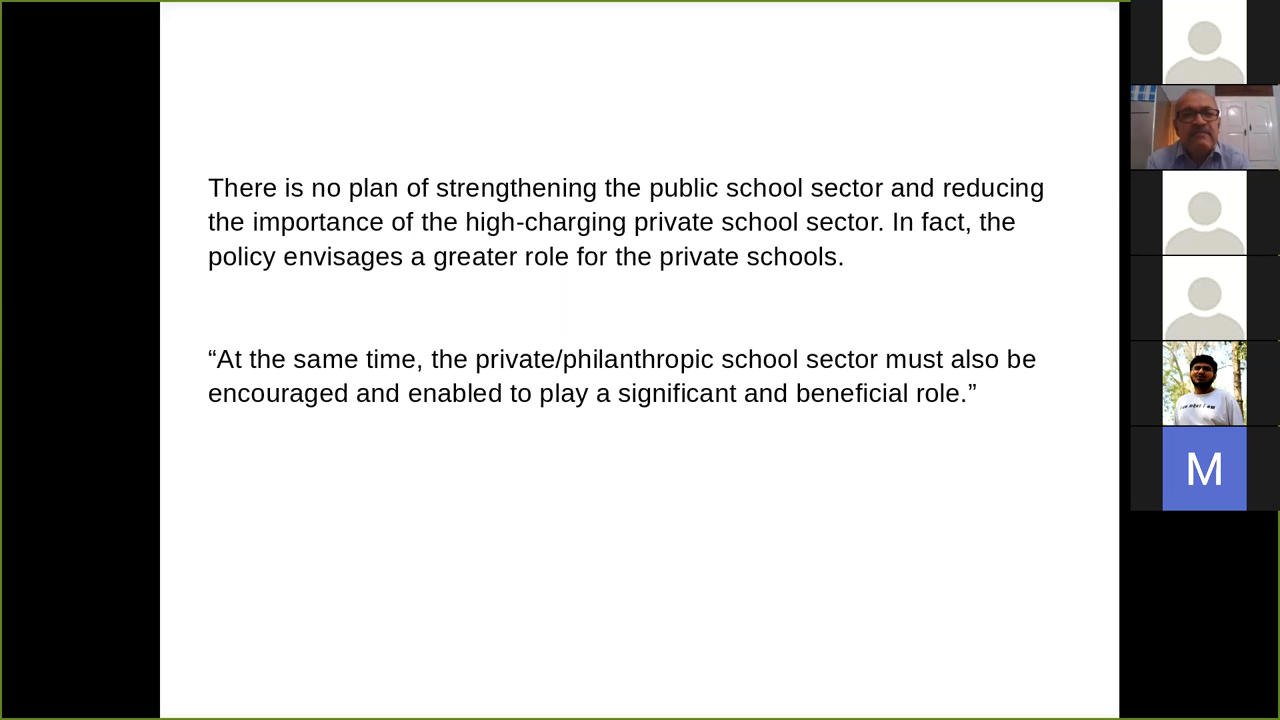 There is no plan of strengthening the public school sector and reducing
the importance of the high-charging private school sector. In fact, the
policy envisages a greater role for the private schools.
“At the same time, the private/philanthropic school sector must also be
encouraged and enabled to play a significant and beneficial role.”
M